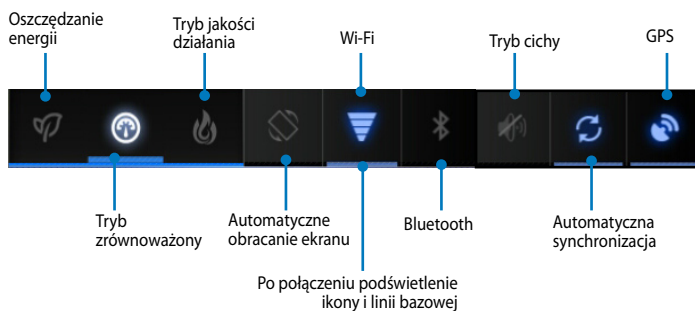 Oszczędzanie
energii
Tryb jakości
działania
Wi-Fi
Tryb cichy
GPS
Tryb
zrównoważony
Automatyczne
obracanie ekranu
Bluetooth
Automatyczna
synchronizacja
Po połączeniu podświetlenie
ikony i linii bazowej